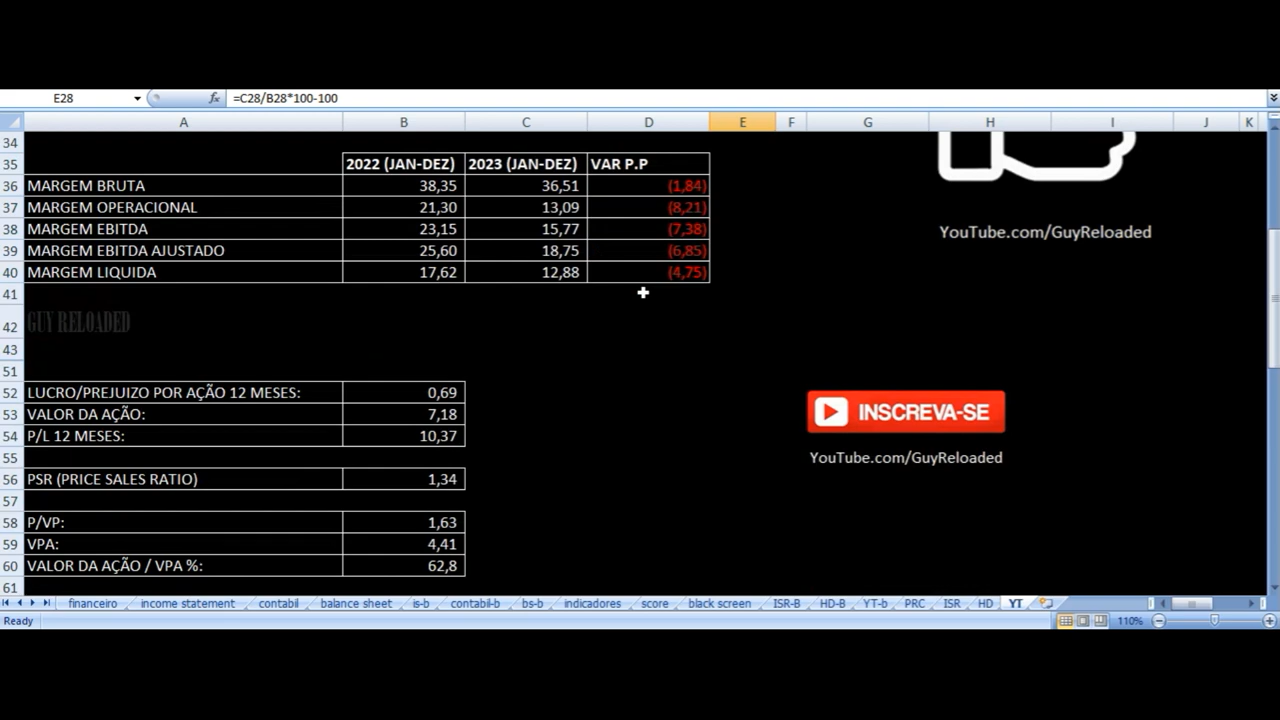 E28 fx =C28/B28*100-100
A B C D E F G H I J K
34
35 2022 (JAN-DEZ) 2023 (JAN-DEZ) VAR P.P
36 MARGEM BRUTA 38,35 36,51 (1,84)
37 MARGEM OPERACIONAL 21,30 13,09 (8,21)
38 MARGEM EBITDA 23,15 15,77 (7,38)
YouTube.com/GuyReloaded
39 MARGEM EBITDA AJUSTADO 25,60 18,75 (6,85)
40 MARGEM LIQUIDA 17,62 12,88 (4,75)
41
42 GUY RELOADED
43
51
52 LUCRO/PREJUIZO POR AÇÃO 12 MESES: 0,69
53 VALOR DA AÇÃO: 7,18
INSCREVA-SE
54 P/L 12 MESES: 10,37
55
YouTube.com/GuyReloaded
56 PSR (PRICE SALES RATIO) 1,34
57
58 P/VP: 1,63
59 VPA: 4,41
60 VALOR DA AÇÃO / VPA %: 62,8
61
financeiro income statement contabil balance sheet is-b contabil-b bs-b indicadores score black screen ISR-B HD-B YT-b PRC ISR HD YT
Ready 110%